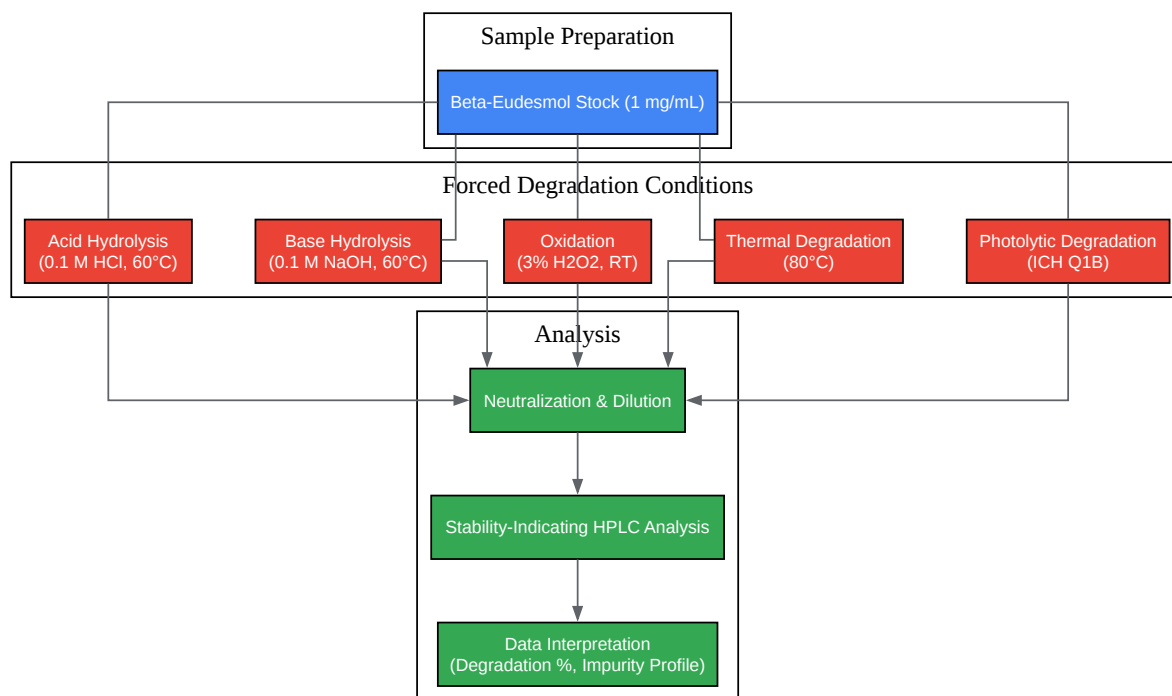 Sample Preparation
Beta-Eudesmol Stock (1 mg/mL)
Forced Degradation Conditions
Acid Hydrolysis
(0.1 M HCl, 60°C)
Base Hydrolysis
(0.1 M NaOH, 60°C)
Oxidation
(3% H2O2, RT)
Thermal Degradation
(80°C)
Photolytic Degradation
(ICH Q1B)
Analysis
Neutralization & Dilution
Stability-Indicating HPLC Analysis
Data Interpretation
(Degradation %, Impurity Profile)